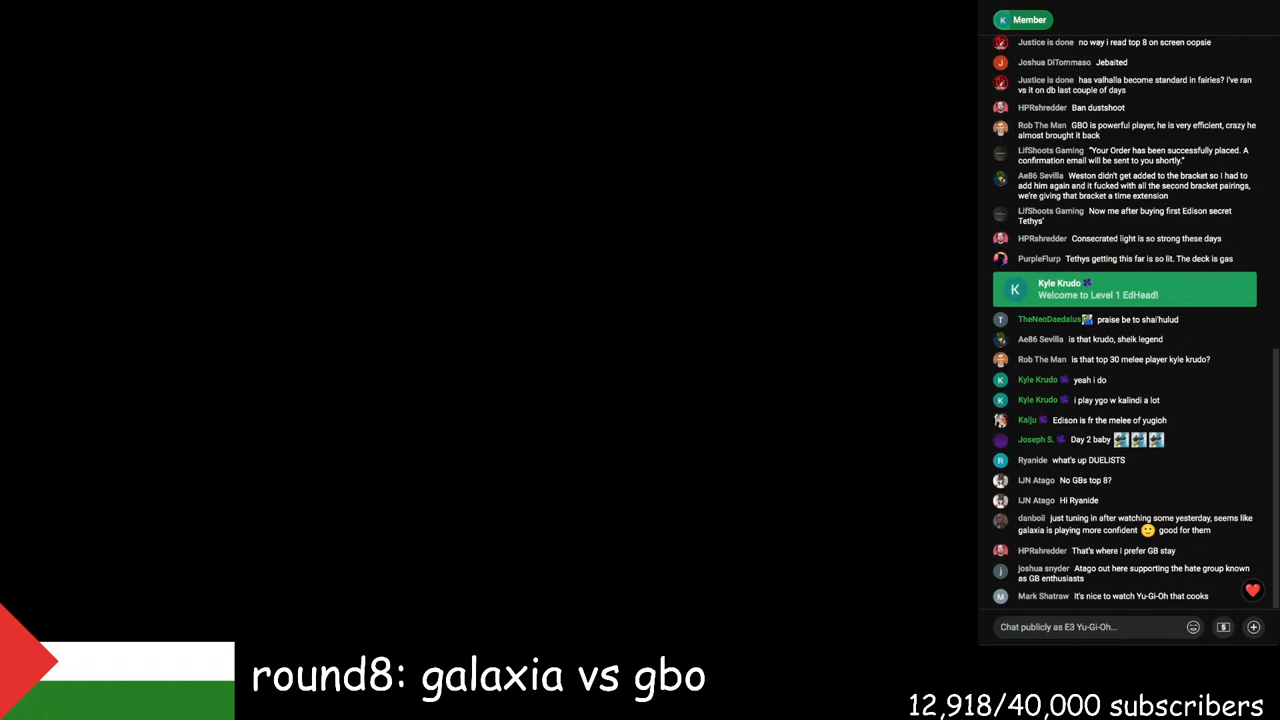 K Member
Justice is done no way i read top 8 on screen oopsie
J Joshua DiTommaso Jebaited
Justice is done has valhalla become standard in fairies? I've ran
vs it on db last couple of days
HPRshredder Ban dustshoot
Rob The Man GBO is powerful player, he is very efficient, crazy he
almost brought it back
LifShoots Gaming "Your Order has been successfully placed. A
confirmation email will be sent to you shortly."
Ae86 Sevilla Weston didn't get added to the bracket so I had to
add him again and it fucked with all the second bracket pairings,
we're giving that bracket a time extension
LifShoots Gaming Now me after buying first Edison secret
Tethys'
HPRshredder Consecrated light is so strong these days
PurpleFlurp Tethys getting this far is so lit. The deck is gas
K Kyle Krudo
Welcome to Level 1 EdHead!
T TheNeoDaedalus praise be to shai'hulud
Ae86 Sevilla is that krudo, sheik legend
Rob The Man is that top 30 melee player kyle krudo?
K Kyle Krudo yeah i do
K Kyle Krudo i play ygo w kalindi a lot
Kaiju Edison is fr the melee of yugioh
Joseph S. Day 2 baby
R Ryanide what's up DUELISTS
IJN Atago No GBs top 8?
IJN Atago Hi Ryanide
danboli just tuning in after watching some yesterday, seems like
galaxia is playing more confident 🙂 good for them
HPRshredder That's where I prefer GB stay
j joshua snyder Atago out here supporting the hate group known
as GB enthusiasts
M Mark Shatraw It's nice to watch Yu-Gi-Oh that cooks
Chat publicly as E3 Yu-Gi-Oh...
round8: galaxia vs gbo
12,918/40,000 subscribers